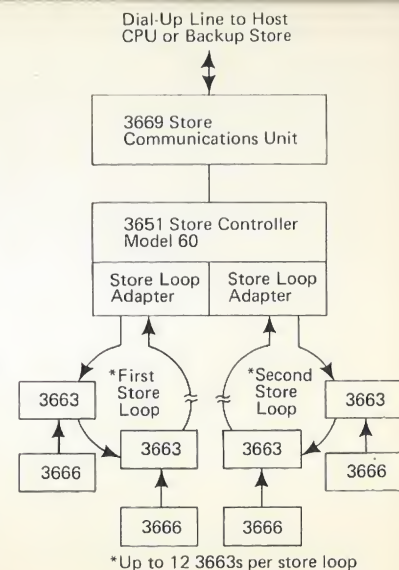 Dial-Up Line to Host
CPU or Backup Store
3669 Store
Communications Unit
3651 Store Controller
Model 60
Store Loop
Adapter
Store Loop
Adapter
*First
Store
Loop
*Second
Store
Loop
3663
3663
3663
3663
3666
3666
3666
3666
*Up to 12 3663s per store loop